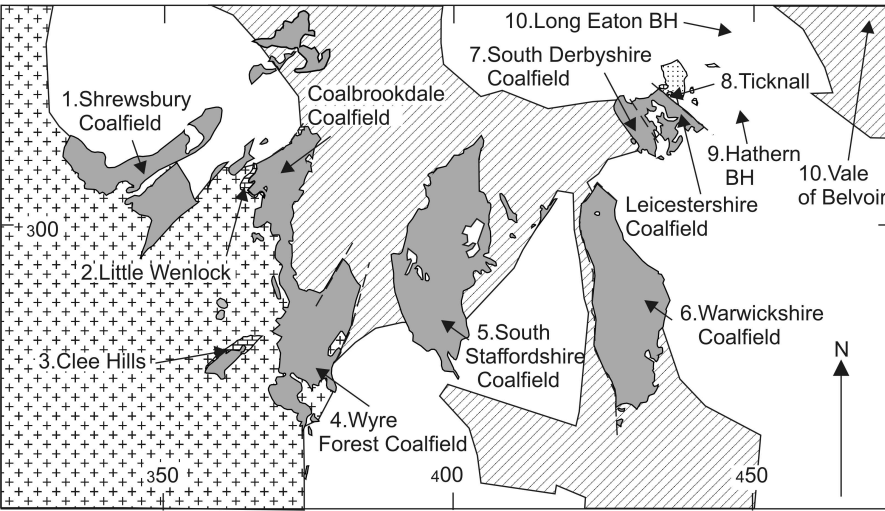 10.Long Eaton BH
7.South Derbyshire
Coalfield
8.Ticknall
1.Shrewsbury
Coalfield
Coalbrookdale
Coalfield
9.Hathern
BH
10.Vale
of Belvoir
Leicestershire
Coalfield
300
2.Little Wenlock
6.Warwickshire
Coalfield
5.South
Staffordshire
Coalfield
3.Clee Hills
N
4.Wyre
Forest Coalfield
350
400
450